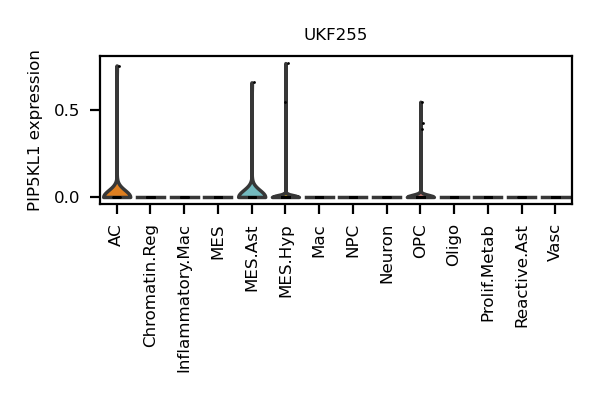 UKF255
PIP5KL1 expression
0.5
0.0
AC
Chromatin.Reg
Inflammatory.Mac
MES
MES.Ast
MES.Hyp
Mac
NPC
Neuron
OPC
Oligo
Prolif.Metab
Reactive.Ast
Vasc